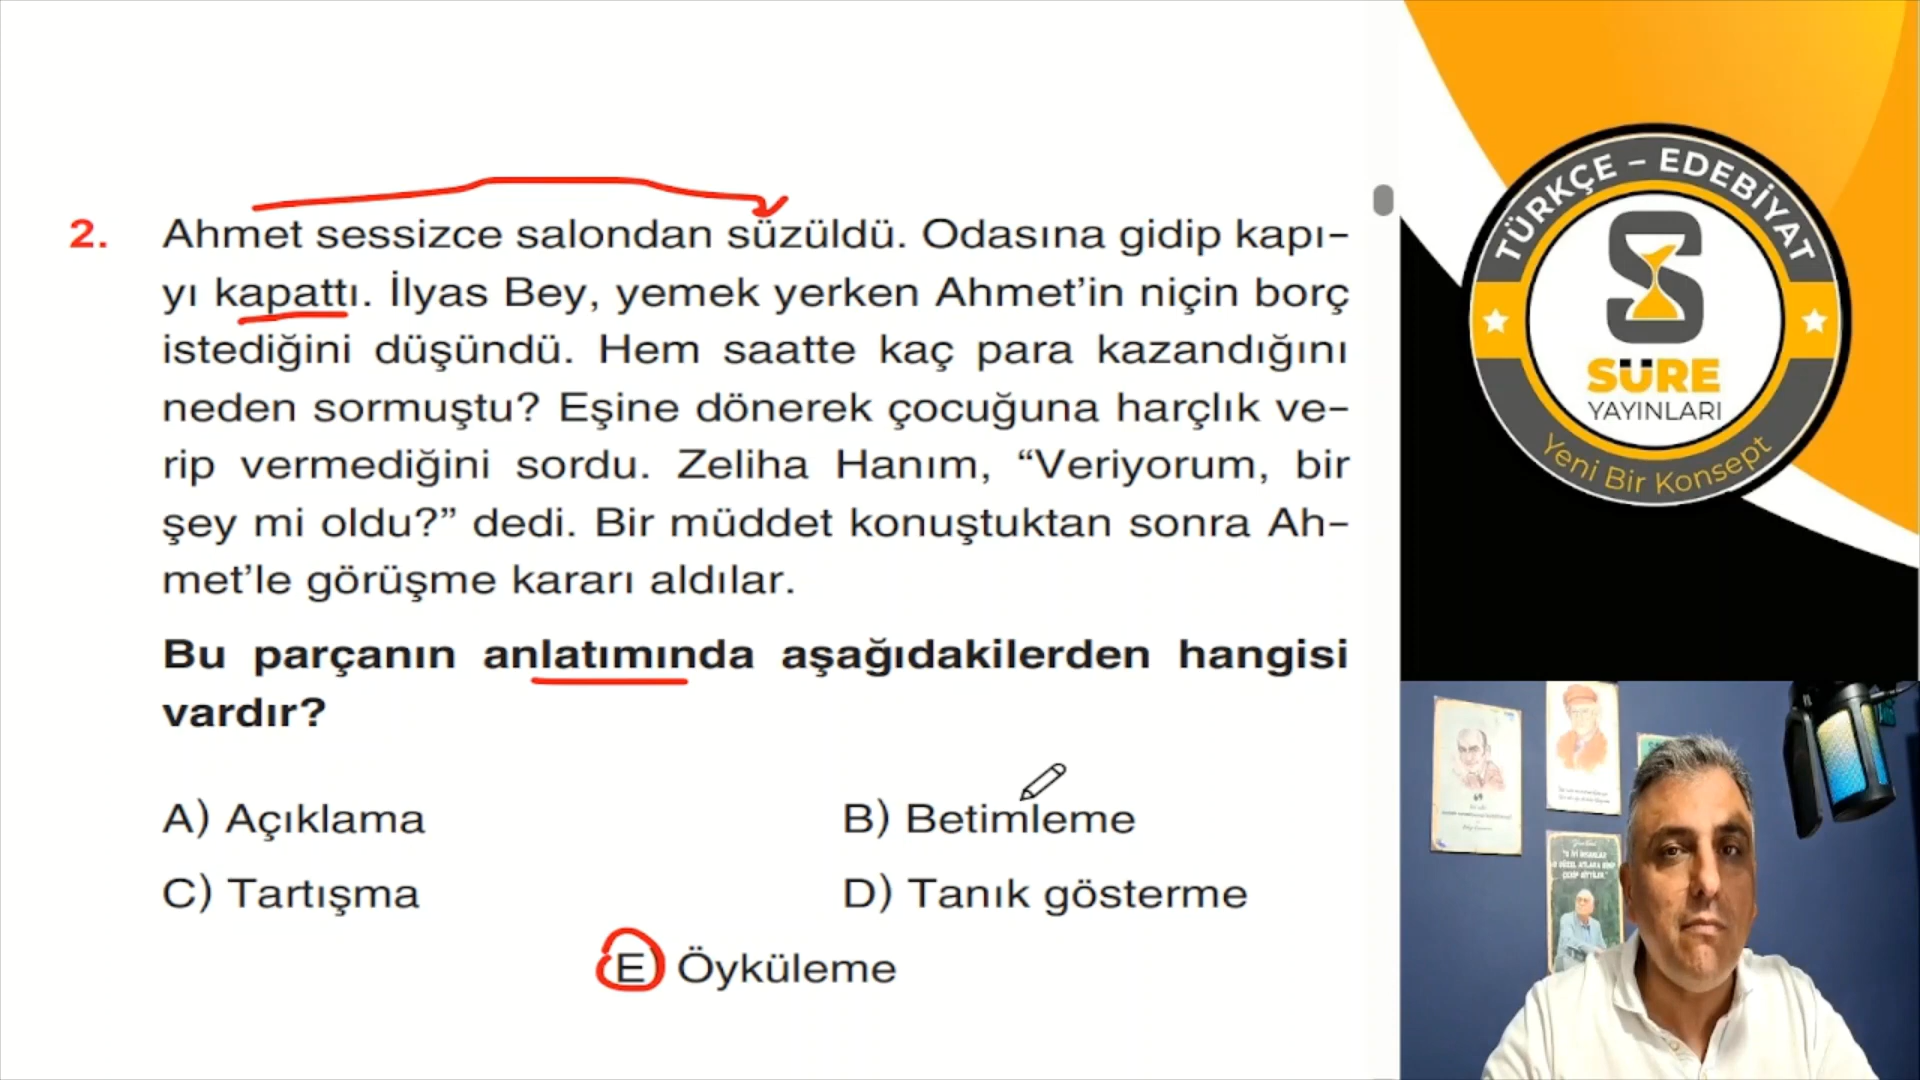 2. Ahmet sessizce salondan süzüldü. Odasına gidip kapı-
yı kapattı. İlyas Bey, yemek yerken Ahmet’in niçin borç
istediğini düşündü. Hem saatte kaç para kazandığını
neden sormuştu? Eşine dönerek çocuğuna harçlık ve-
rip vermediğini sordu. Zeliha Hanım, “Veriyorum, bir
şey mi oldu?” dedi. Bir müddet konuştuktan sonra Ah-
met’le görüşme kararı aldılar.
Bu parçanın anlatımında aşağıdakilerden hangisi
vardır?
A) Açıklama
B) Betimleme
C) Tartışma
D) Tanık gösterme
E) Öyküleme
TÜRKÇE – EDEBİYAT
S
SÜRE
YAYINLARI
Yeni Bir Konsept